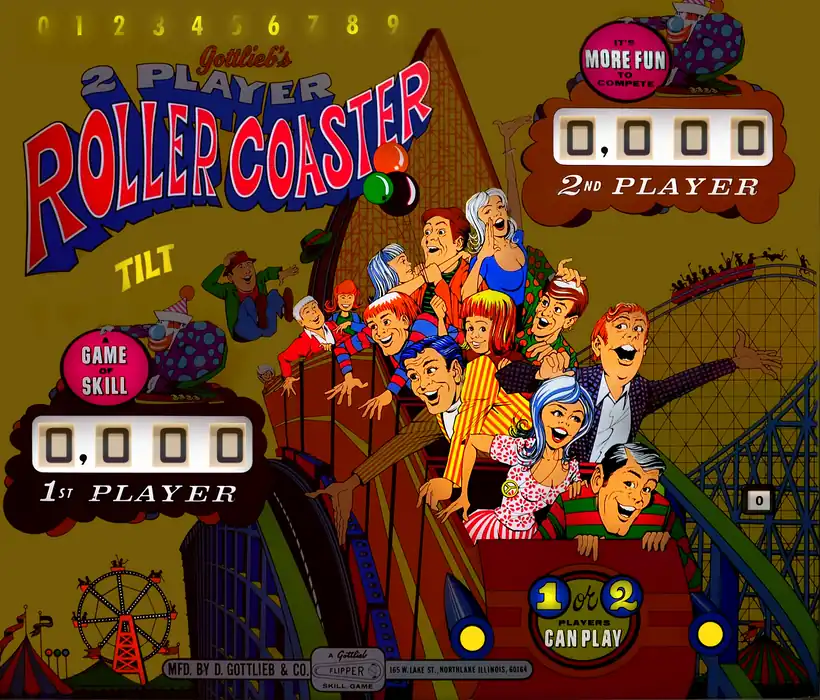 0 1 2 3 4 5 6 7 8 9
Gottlieb's
2 PLAYER
ROLLER COASTER
TILT
IT'S
MORE FUN
TO
COMPETE
0,000
2ND PLAYER
A
GAME
OF
SKILL
0,000
1ST PLAYER
0
1 or 2
PLAYERS
CAN PLAY
MFD. BY D. GOTTLIEB & CO.
A Gottlieb
FLIPPER
SKILL GAME
165 W. LAKE ST., NORTHLAKE ILLINOIS, 60164